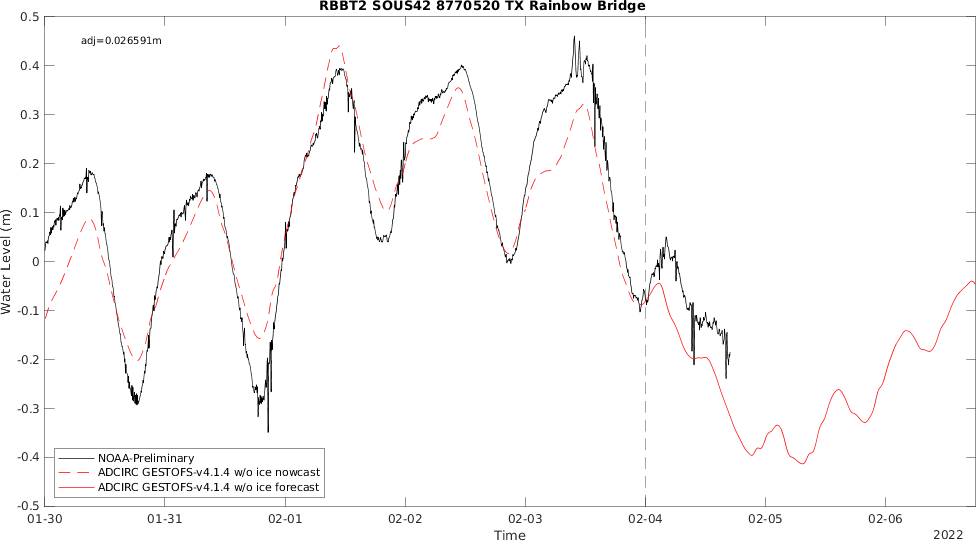 RBBT2 SOUS42 8770520 TX Rainbow Bridge
adj=0.026591m
Water Level (m)
0.5
0.4
0.3
0.2
0.1
0
-0.1
-0.2
-0.3
-0.4
-0.5
NOAA-Preliminary
ADCIRC GESTOFS-v4.1.4 w/o ice nowcast
ADCIRC GESTOFS-v4.1.4 w/o ice forecast
01-30 01-31 02-01 02-02 02-03 02-04 02-05 02-06
Time
2022